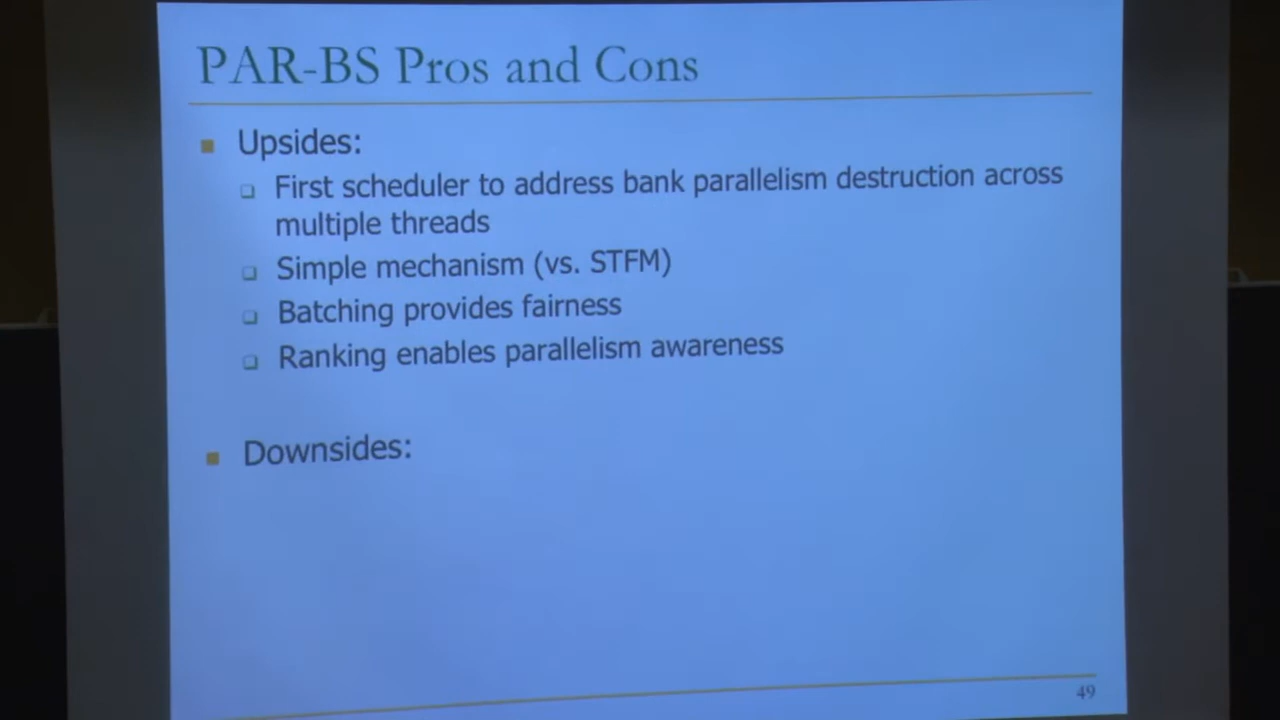 PAR-BS Pros and Cons
Upsides:
First scheduler to address bank parallelism destruction across
multiple threads
Simple mechanism (vs. STFM)
Batching provides fairness
Ranking enables parallelism awareness
Downsides:
49